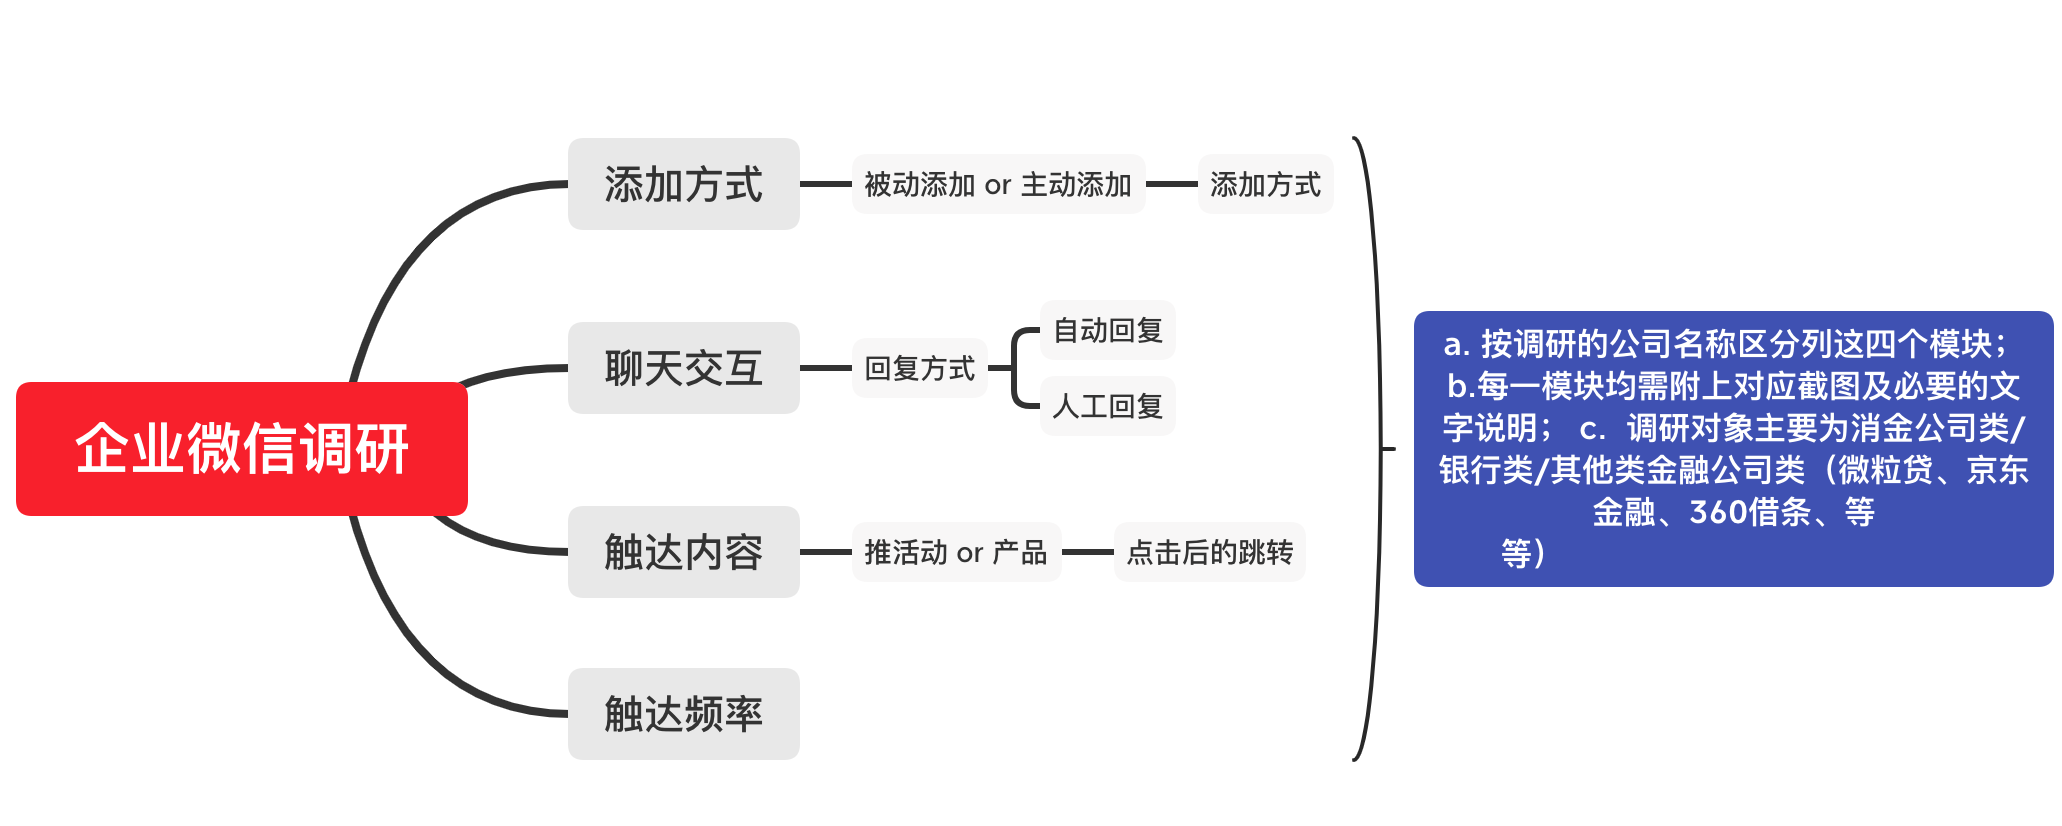 企业微信调研
添加方式
被动添加 or 主动添加
添加方式
聊天交互
回复方式
自动回复
人工回复
触达内容
推活动 or 产品
点击后的跳转
触达频率
a. 按调研的公司名称区分列这四个模块；
b.每一模块均需附上对应截图及必要的文
字说明； c.  调研对象主要为消金公司类/
银行类/其他类金融公司类（微粒贷、京东
金融、360借条、等
等）